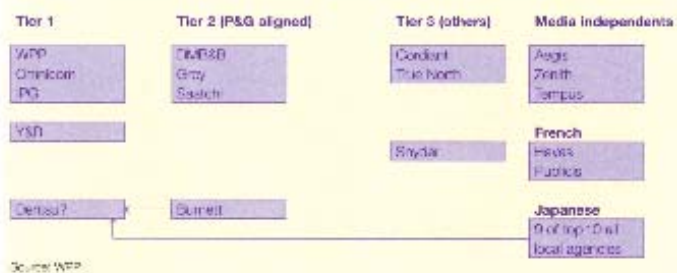 Tier 1
WPP
Omnicom
IPG
Y&R
Dentsu?
Tier 2 (P&G aligned)
DMB&B
Grey
Saatchi
Burnett
Tier 3 (others)
Cordiant
True North
Snyder
Media independents
Aegis
Zenith
Tempus
French
Havas
Publicis
Japanese
9 of top 10 all
local agencies
Source: WPP